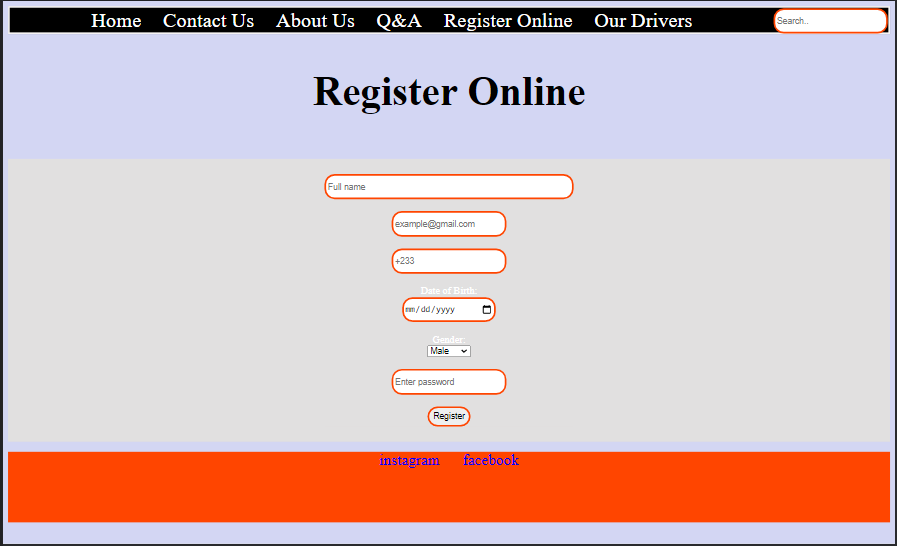 Home Contact Us About Us Q&A Register Online Our Drivers Search..
Register Online
Full name
example@gmail.com
+233
Date of Birth:
mm/dd/yyyy
Gender:
Male
Enter password
Register
instagram facebook